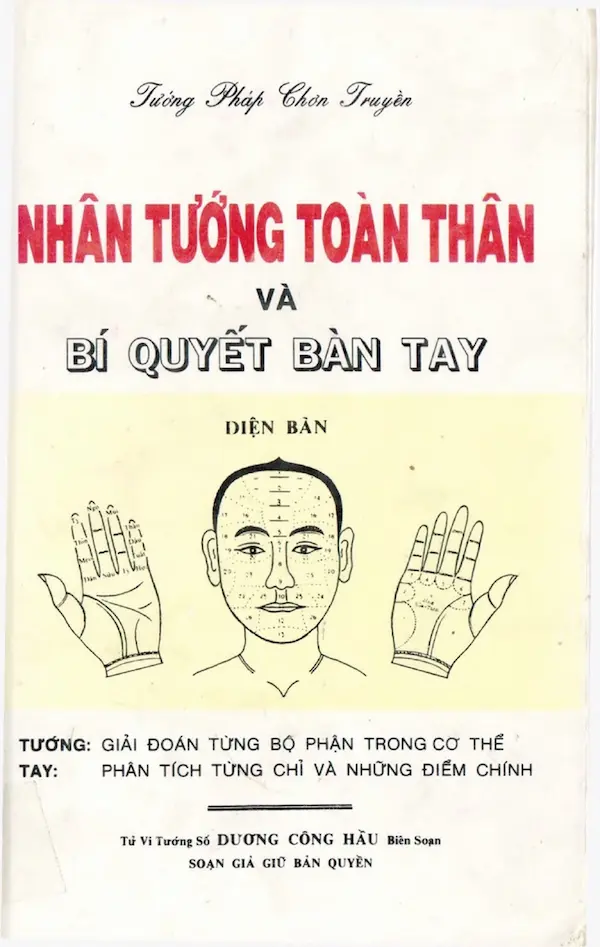 Tướng Pháp Chơn Truyền
NHÂN TƯỚNG TOÀN THÂN
VÀ
BÍ QUYẾT BÀN TAY
DIỆN BẢN
TƯỚNG: GIẢI ĐOÁN TỪNG BỘ PHẬN TRONG CƠ THỂ
TAY: PHÂN TÍCH TỪNG CHỈ VÀ NHỮNG ĐIỂM CHÍNH
Tử Vi Tướng Số DƯƠNG CÔNG HẦU Biên Soạn
SOẠN GIẢ GIỮ BẢN QUYỀN